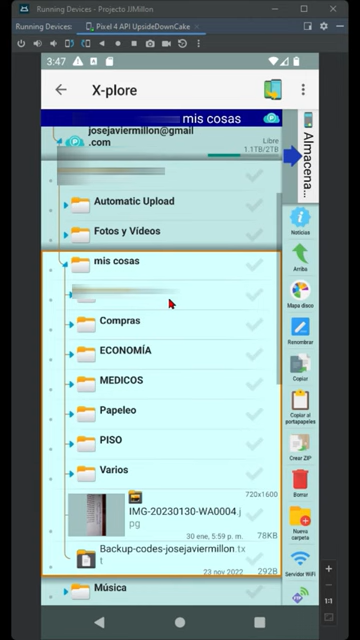 Running Devices - Projecto JJMillon
Running Devices: Pixel 4 API UpsideDownCake ×
3:47
X-plore
mis cosas
josejaviermillon@gmail
.com
Libre
1.1TB/2TB
Almacena...
Automatic Upload
Fotos y Vídeos
mis cosas
Compras
ECONOMÍA
MEDICOS
Papeleo
PISO
Varios
720x1600
IMG-20230130-WA0004.j
pg
30 ene, 5:59 p. m. 78KB
Backup-codes-josejaviermillon.tx
t
23 nov 2022 292B
Música
Noticias
Arriba
Mapa disco
Renombrar
Copiar
Copiar al
portapapeles
Crear ZIP
Borrar
Nueva
carpeta
Servidor WiFi
1:1